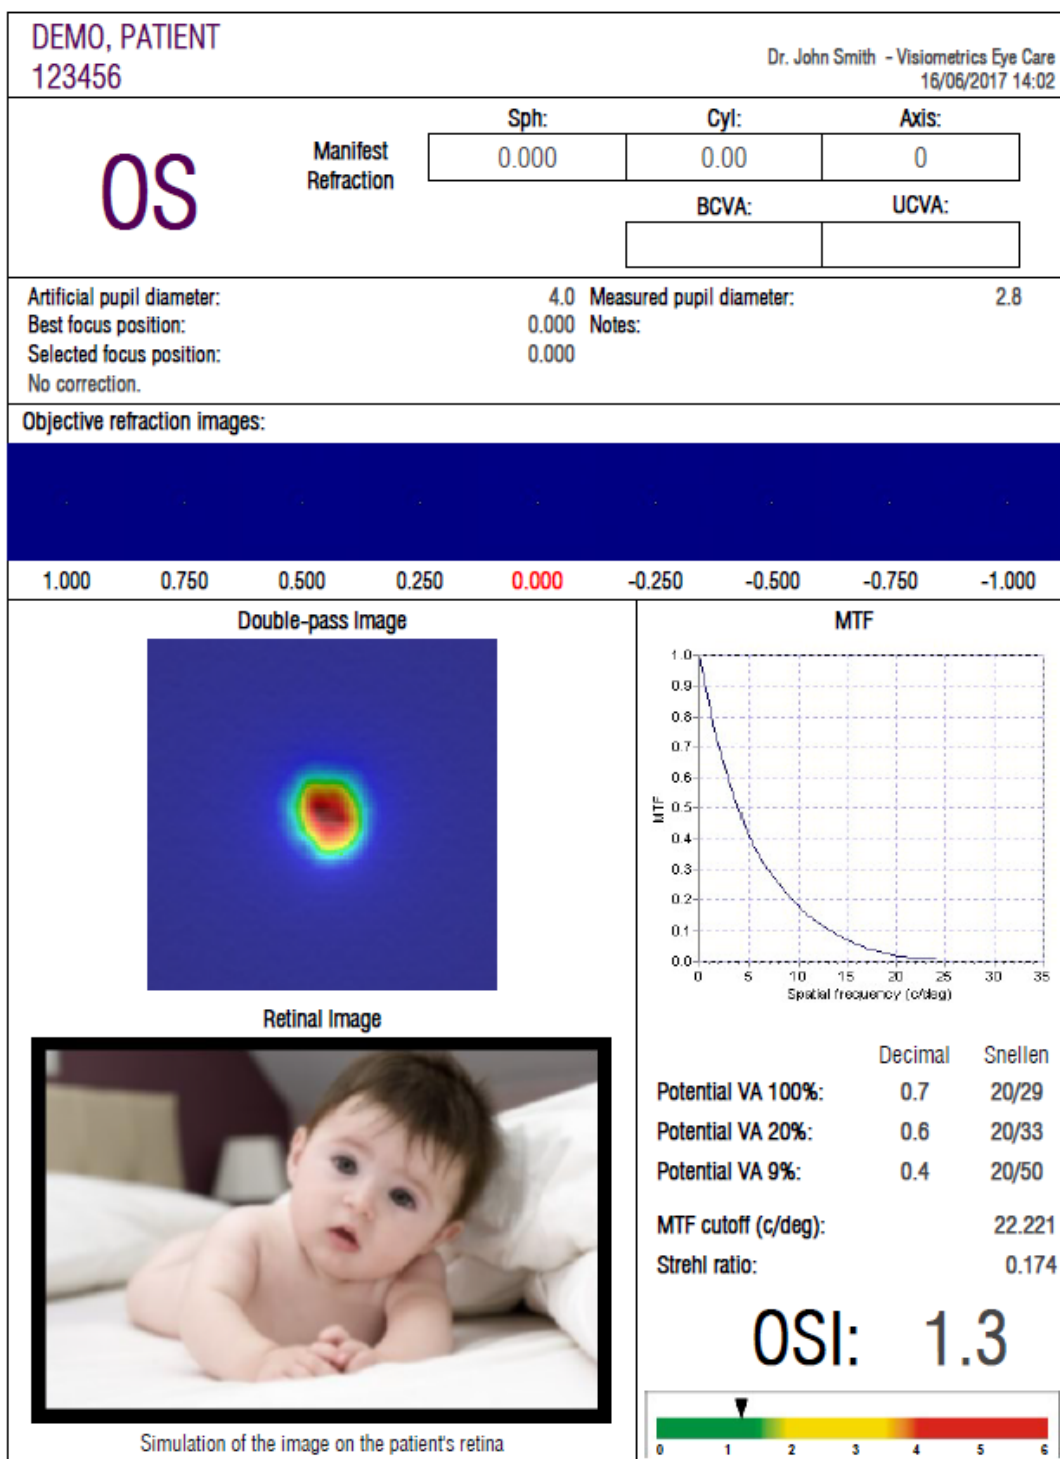 DEMO, PATIENT
123456
Dr. John Smith - Visiometrics Eye Care
16/06/2017 14:02
OS
Manifest Refraction
Sph: Cyl: Axis:
0.000 0.00 0
BCVA: UCVA:
Artificial pupil diameter: 4.0 Measured pupil diameter: 2.8
Best focus position: 0.000 Notes:
Selected focus position: 0.000
No correction.
Objective refraction images:
1.000 0.750 0.500 0.250 0.000 -0.250 -0.500 -0.750 -1.000
Double-pass Image
MTF
1.0
0.9
0.8
0.7
0.6
0.5
0.4
0.3
0.2
0.1
0.0
MTF
0 5 10 15 20 25 30 35
Spatial frequency (c/deg)
Retinal Image
Simulation of the image on the patient's retina
Decimal Snellen
Potential VA 100%: 0.7 20/29
Potential VA 20%: 0.6 20/33
Potential VA 9%: 0.4 20/50
MTF cutoff (c/deg): 22.221
Strehl ratio: 0.174
OSI: 1.3
0 1 2 3 4 5 6